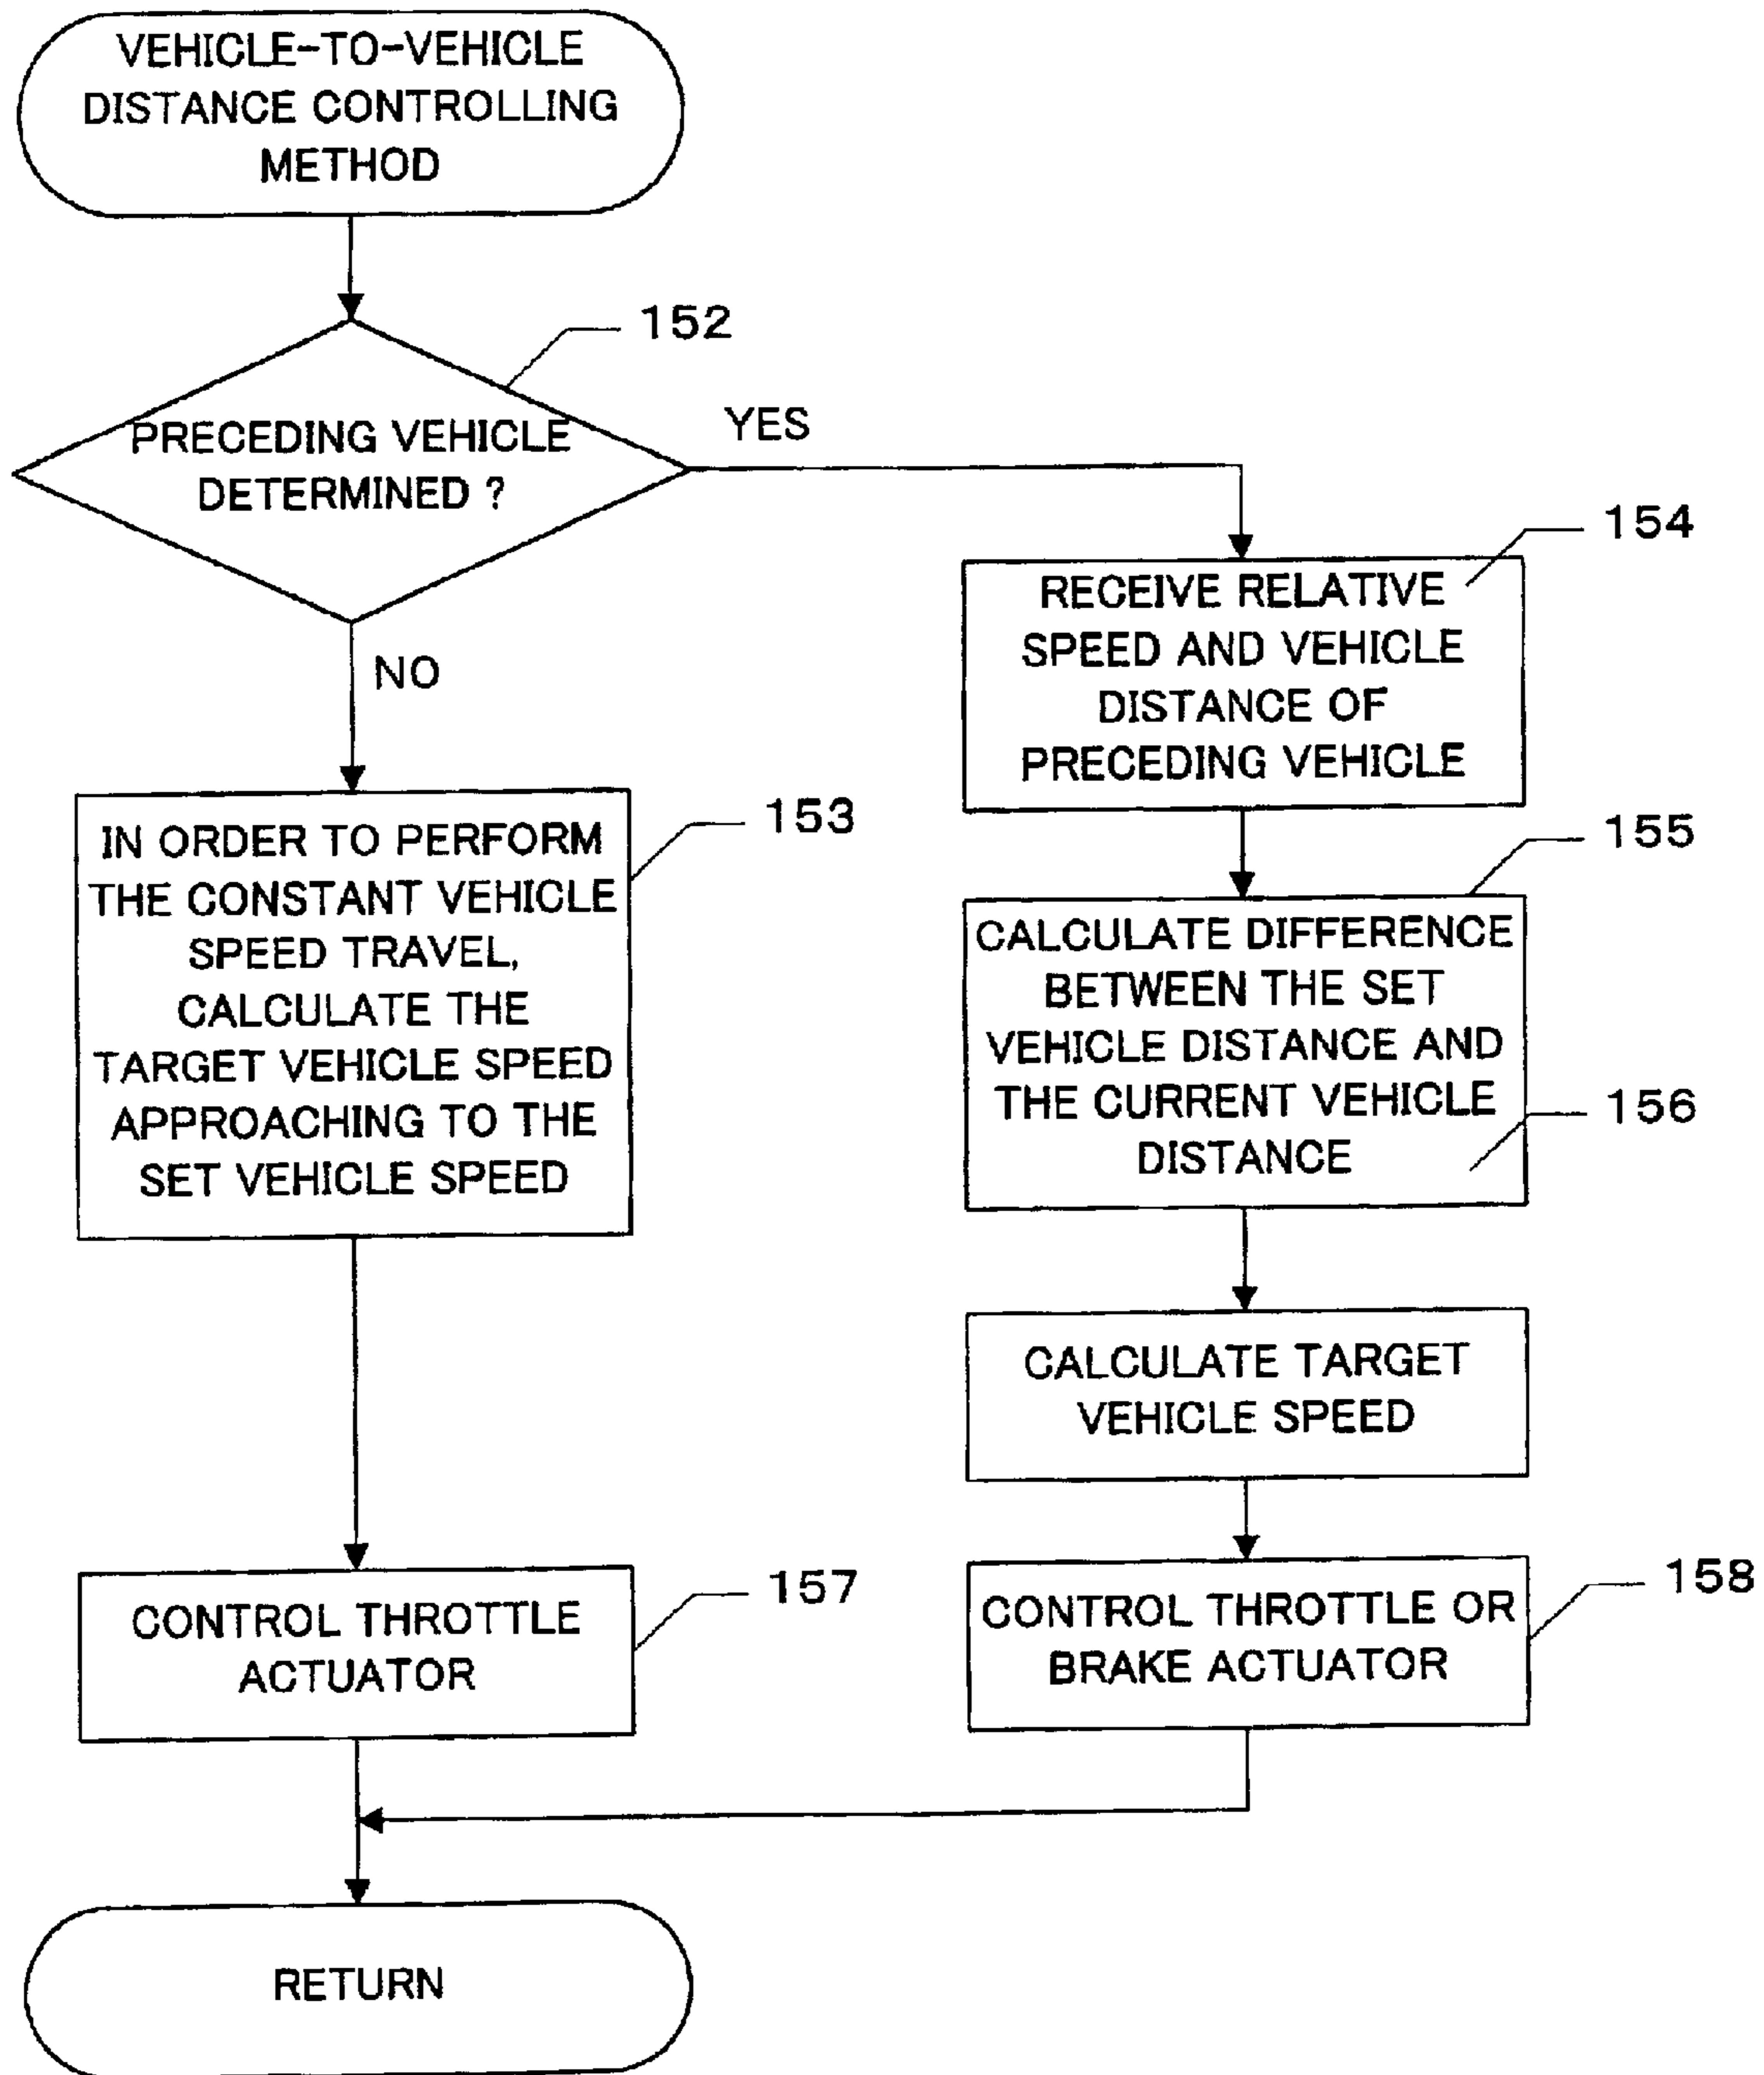 VEHICLE-TO-VEHICLE
DISTANCE CONTROLLING
METHOD
152
PRECEDING VEHICLE
DETERMINED ?
YES
NO
154
RECEIVE RELATIVE
SPEED AND VEHICLE
DISTANCE OF
PRECEDING VEHICLE
153
IN ORDER TO PERFORM
THE CONSTANT VEHICLE
SPEED TRAVEL,
CALCULATE THE
TARGET VEHICLE SPEED
APPROACHING TO THE
SET VEHICLE SPEED
155
CALCULATE DIFFERENCE
BETWEEN THE SET
VEHICLE DISTANCE AND
THE CURRENT VEHICLE
DISTANCE
156
CALCULATE TARGET
VEHICLE SPEED
157
CONTROL THROTTLE
ACTUATOR
158
CONTROL THROTTLE OR
BRAKE ACTUATOR
RETURN